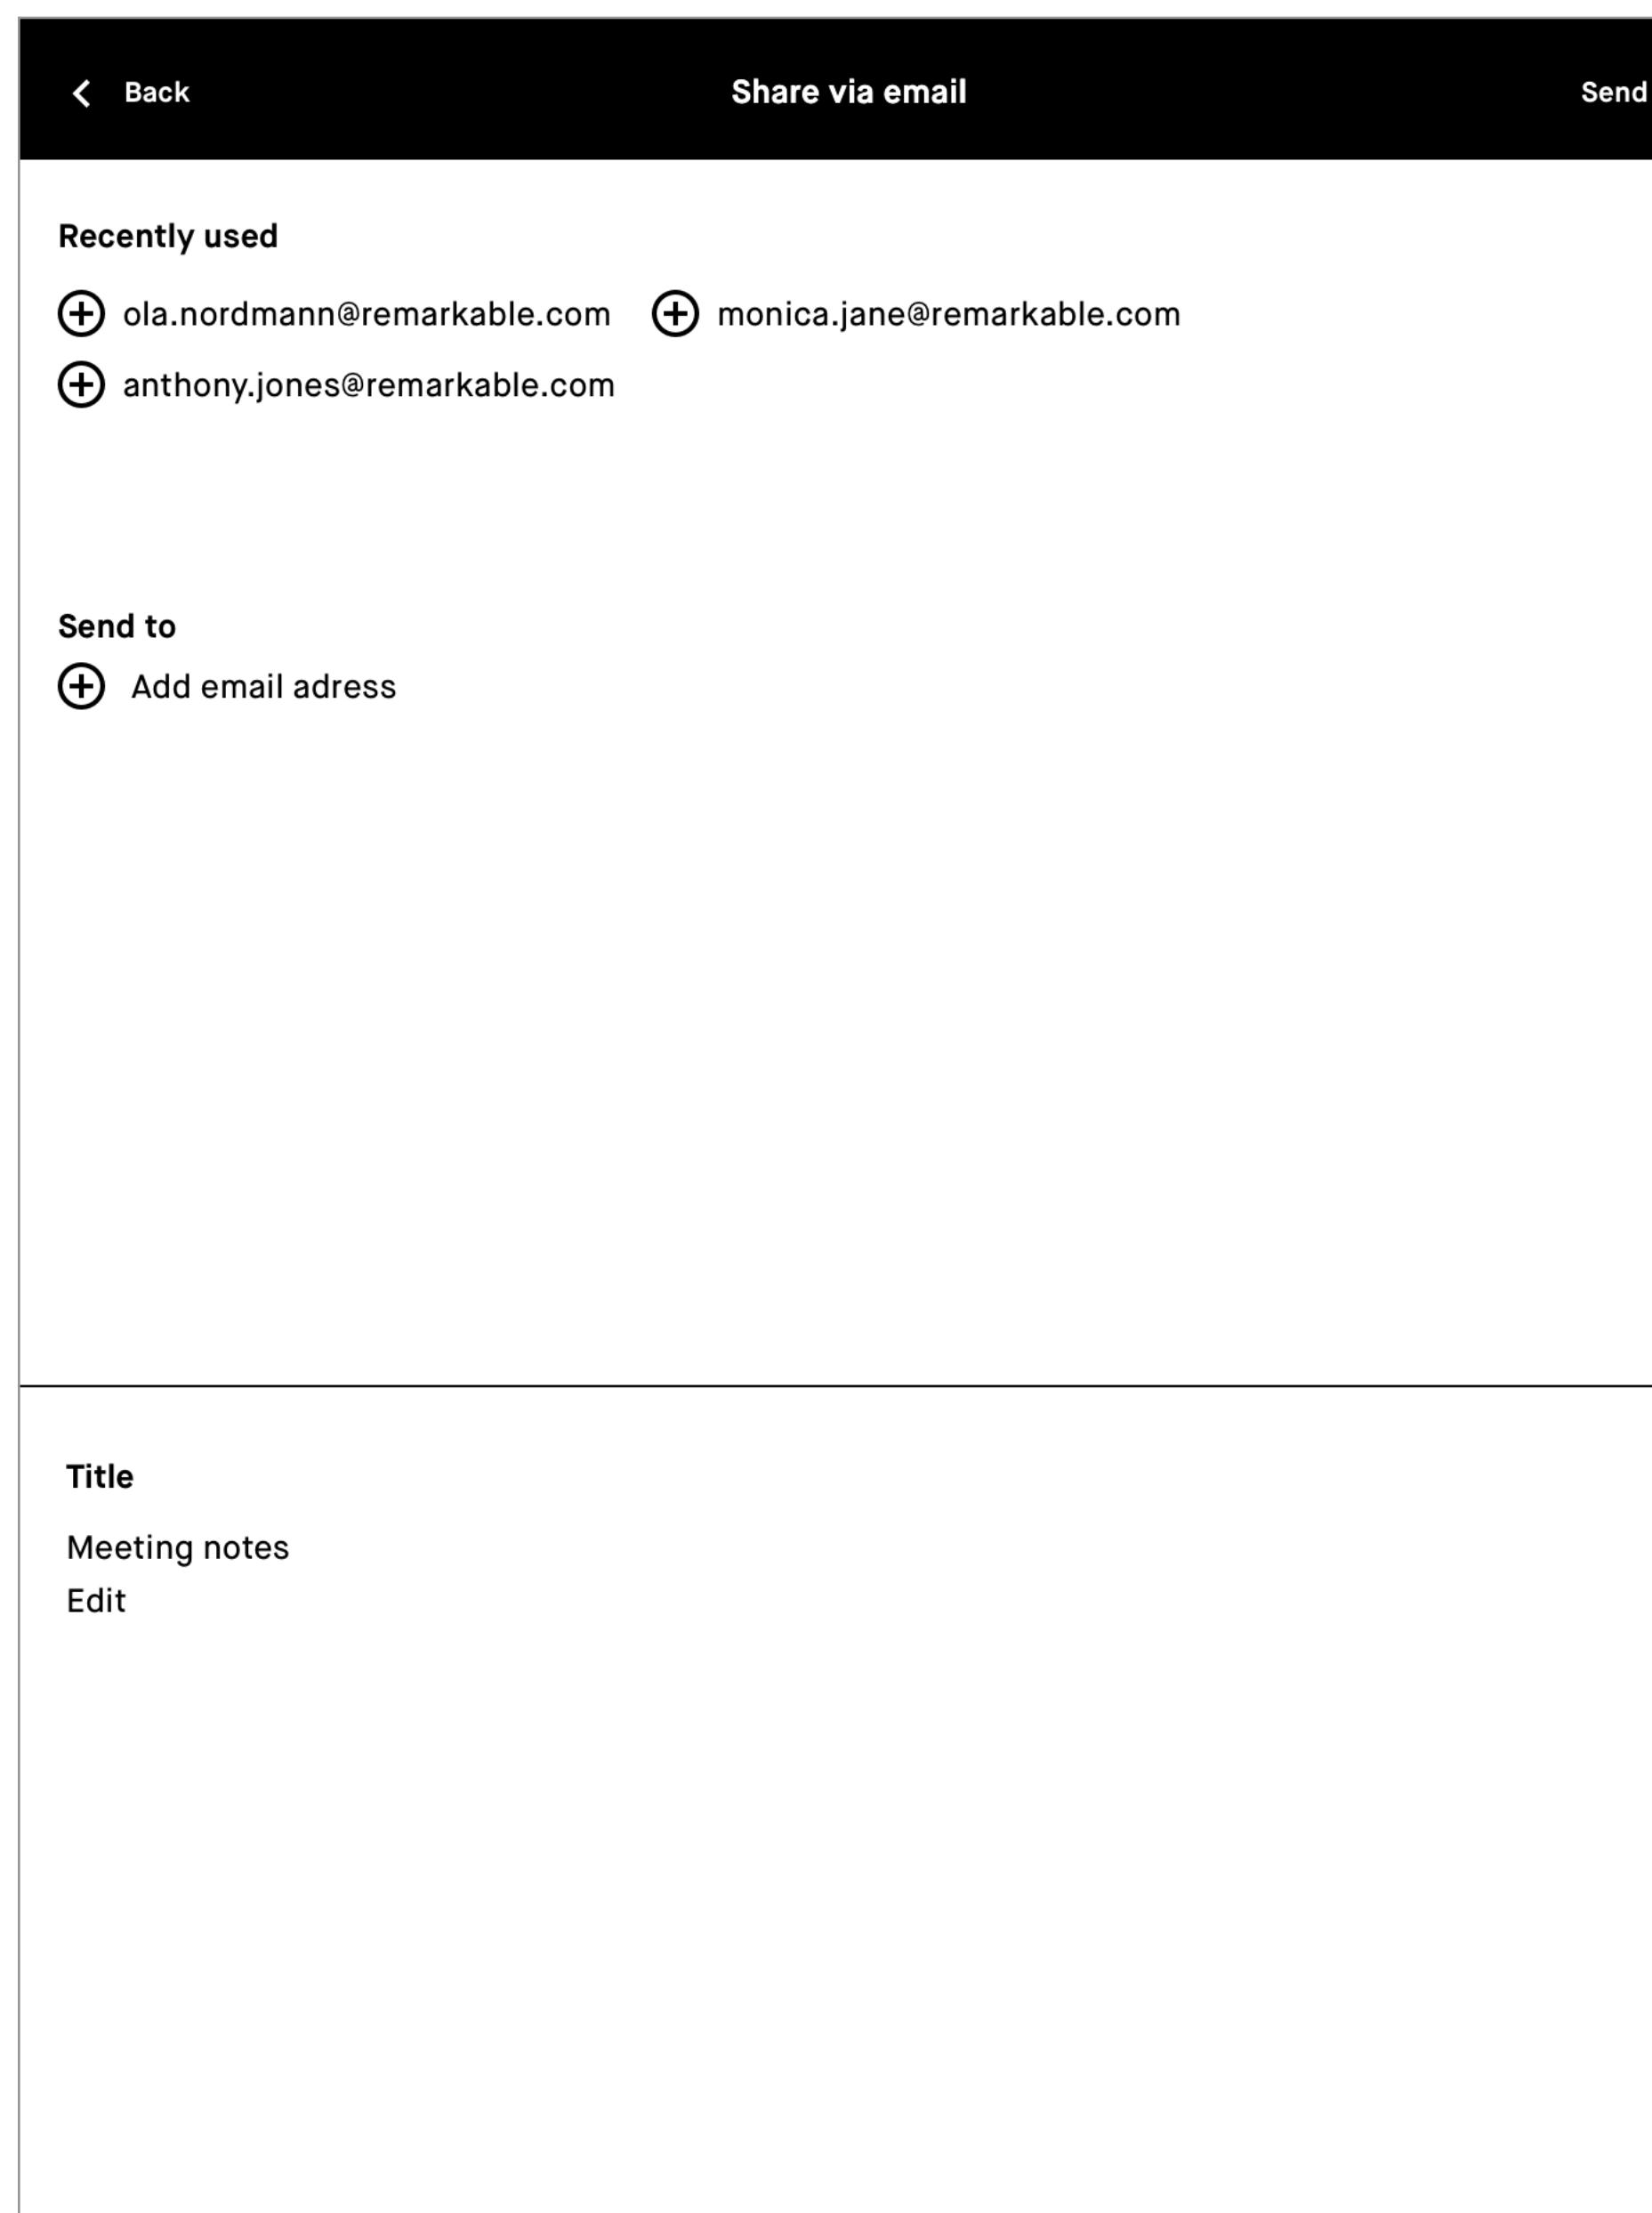 Back Share via email Send
Recently used
ola.nordmann@remarkable.com monica.jane@remarkable.com
anthony.jones@remarkable.com
Send to
Add email adress
Title
Meeting notes
Edit